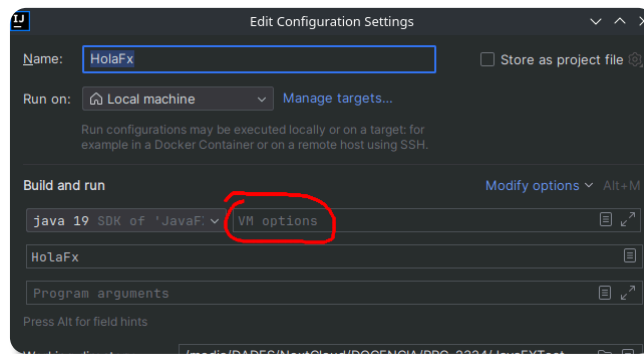 IJ
Edit Configuration Settings
Name: HolaFx Store as project file
Run on: Local machine Manage targets...
Run configurations may be executed locally or on a target: for
example in a Docker Container or on a remote host using SSH.
Build and run Modify options Alt+M
java 19 SDK of 'JavaF VM options
HolaFx
Program arguments
Press Alt for field hints